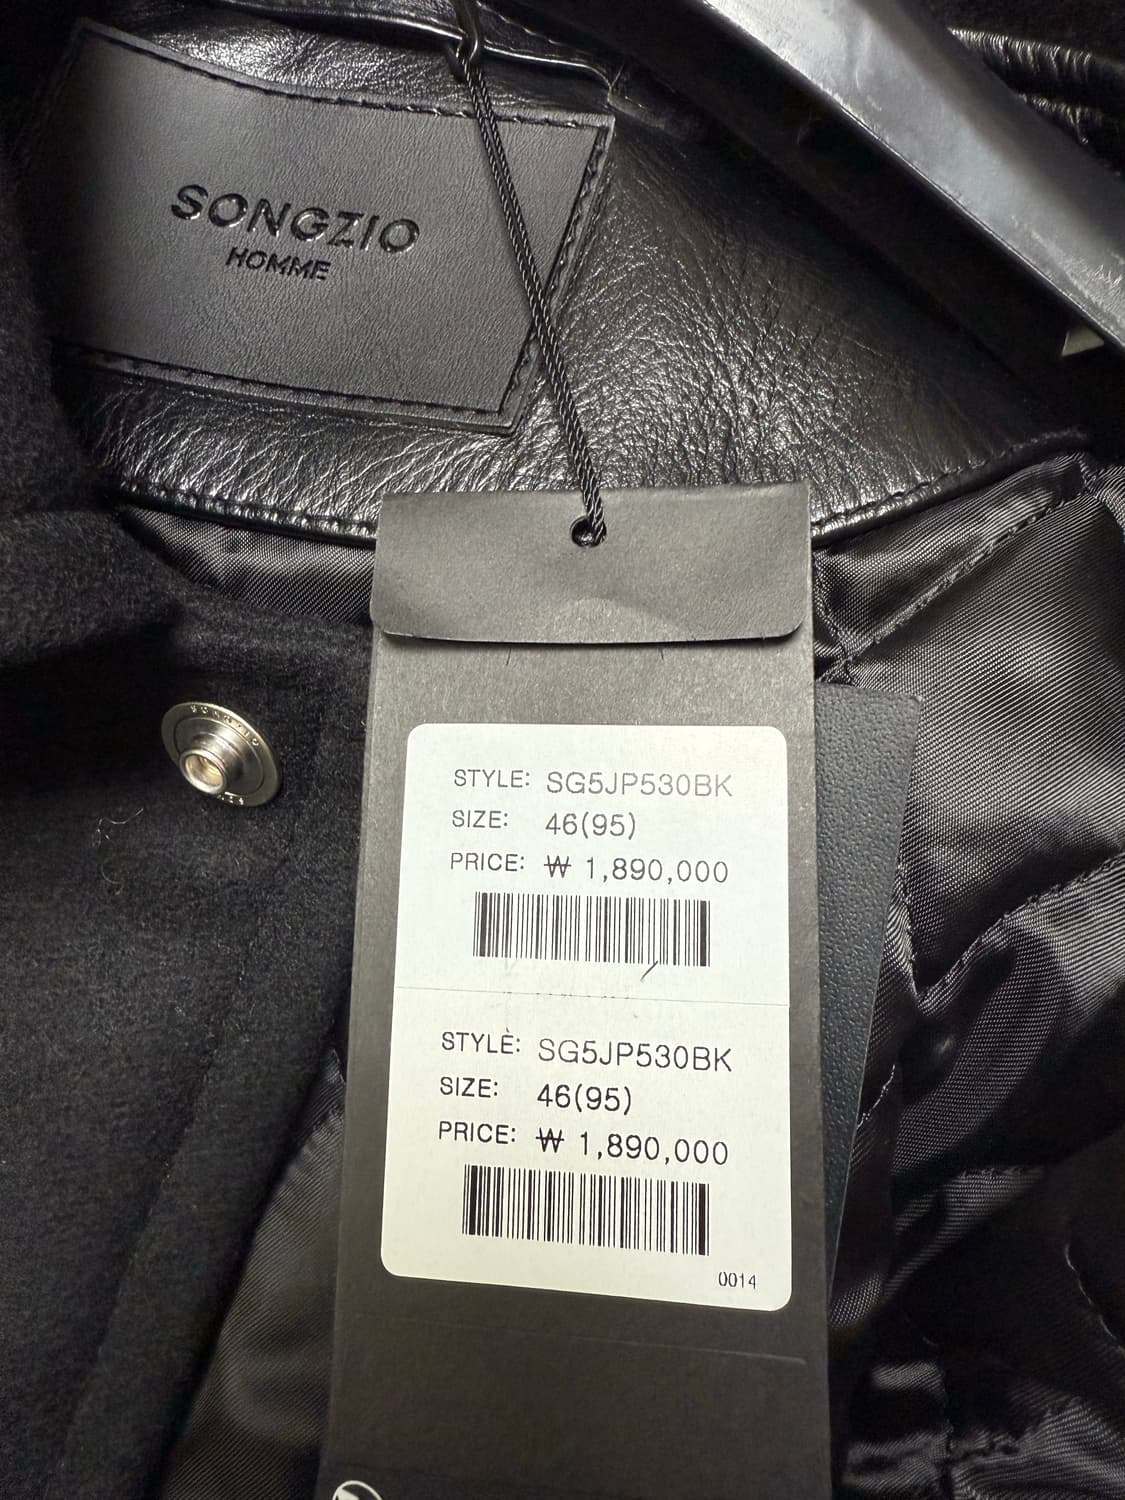 SONGZIO
HOMME
STYLE: SG5JP530BK
SIZE: 46(95)
PRICE: ₩ 1,890,000
STYLE: SG5JP530BK
SIZE: 46(95)
PRICE: ₩ 1,890,000
0014
SONGZIO